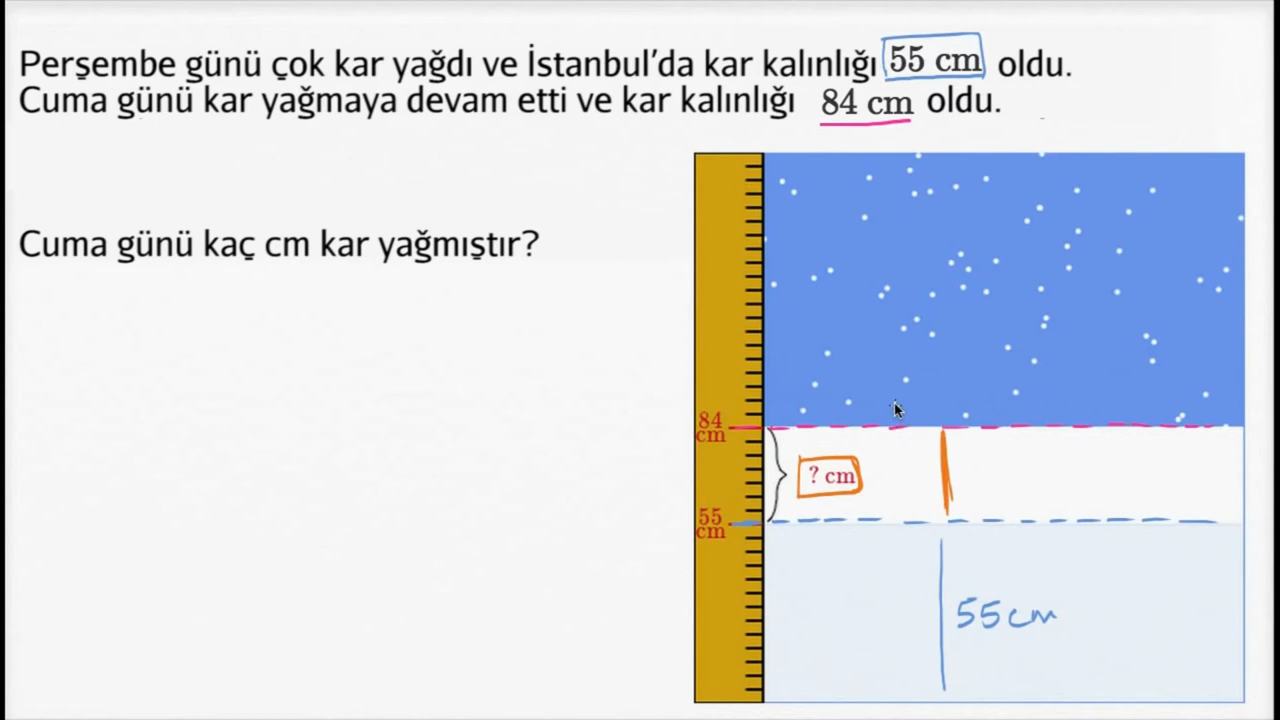 Perşembe günü çok kar yağdı ve İstanbul'da kar kalınlığı 55 cm oldu.
Cuma günü kar yağmaya devam etti ve kar kalınlığı 84 cm oldu.
Cuma günü kaç cm kar yağmıştır?
84
cm
? cm
55
cm
55 cm